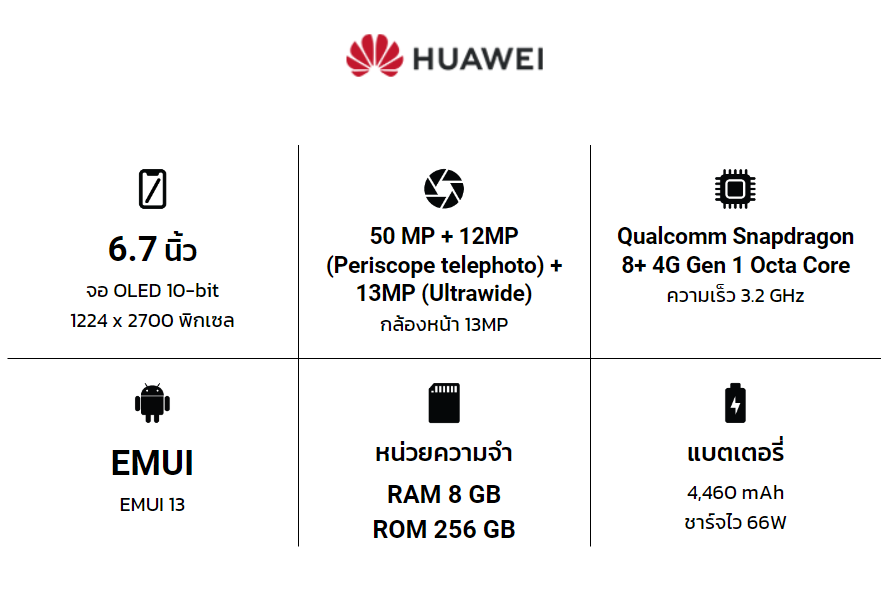 HUAWEI
6.7 นิ้ว
จอ OLED 10-bit
1224 x 2700 พิกเซล
50 MP + 12MP
(Periscope telephoto) +
13MP (Ultrawide)
กล้องหน้า 13MP
Qualcomm Snapdragon
8+ 4G Gen 1 Octa Core
ความเร็ว 3.2 GHz
EMUI
EMUI 13
หน่วยความจำ
RAM 8 GB
ROM 256 GB
แบตเตอรี่
4,460 mAh
ชาร์จไว 66W